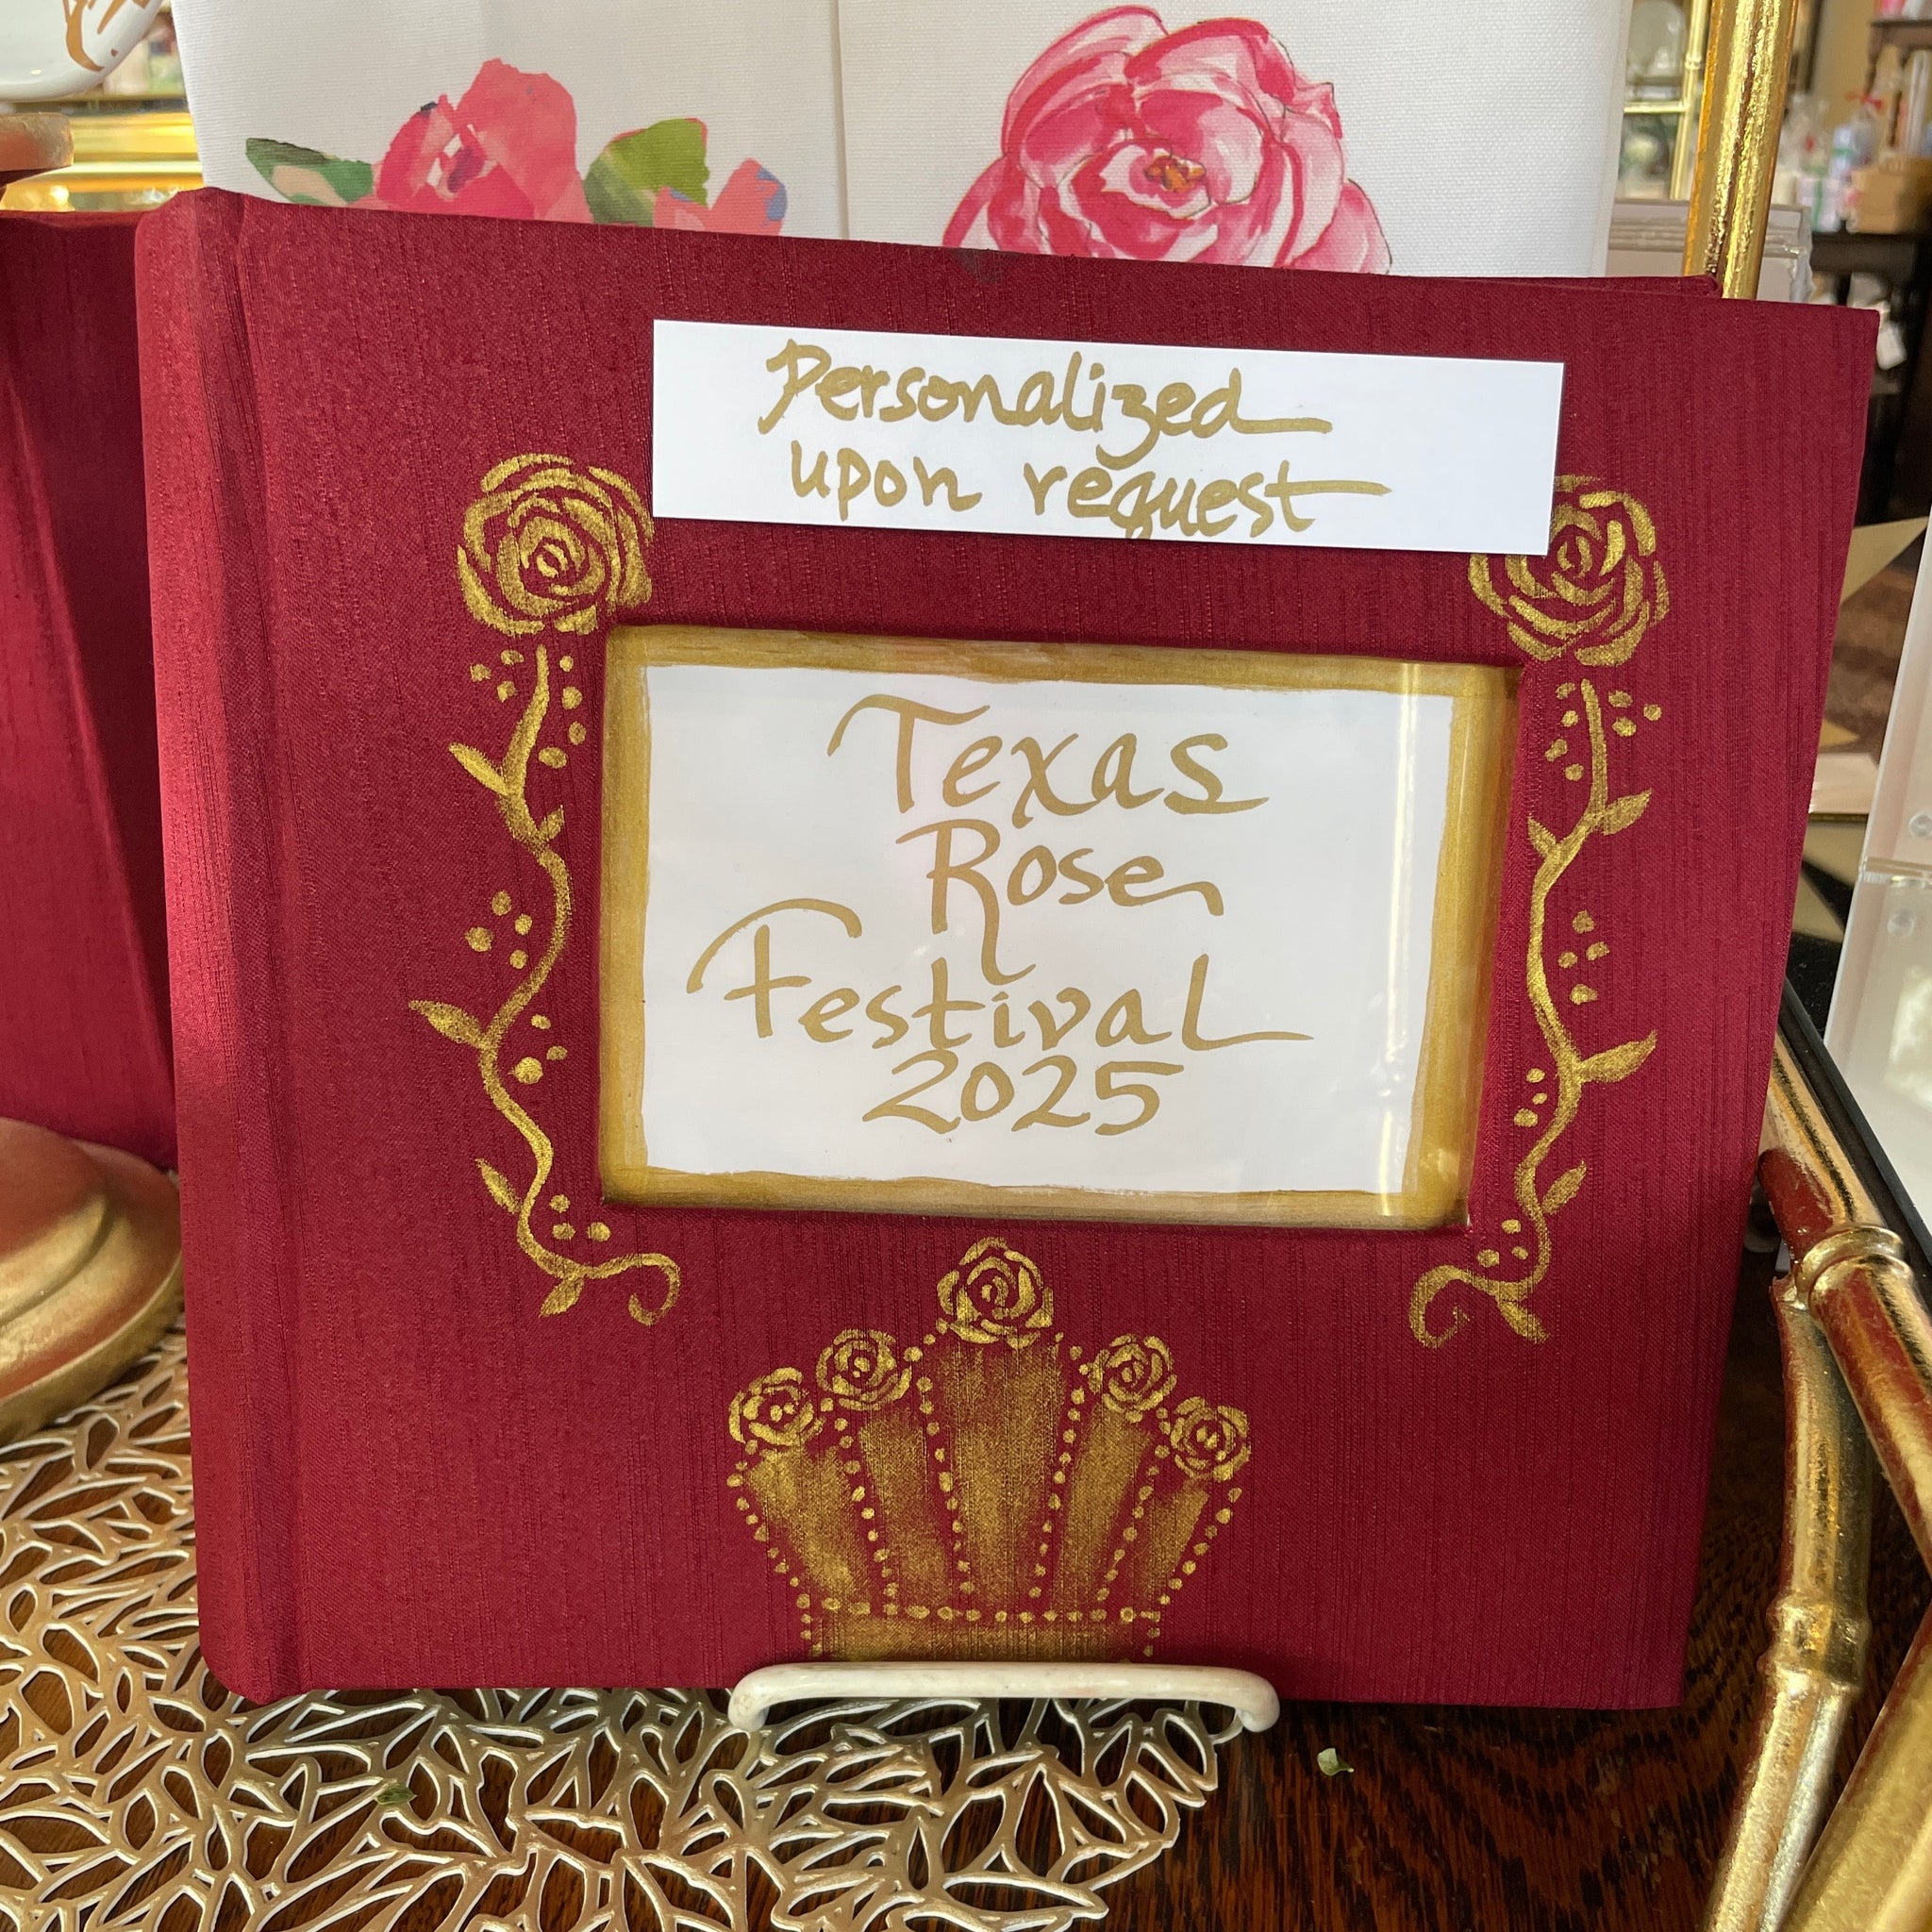 Personalized
upon request
Texas
Rose
Festival
2025